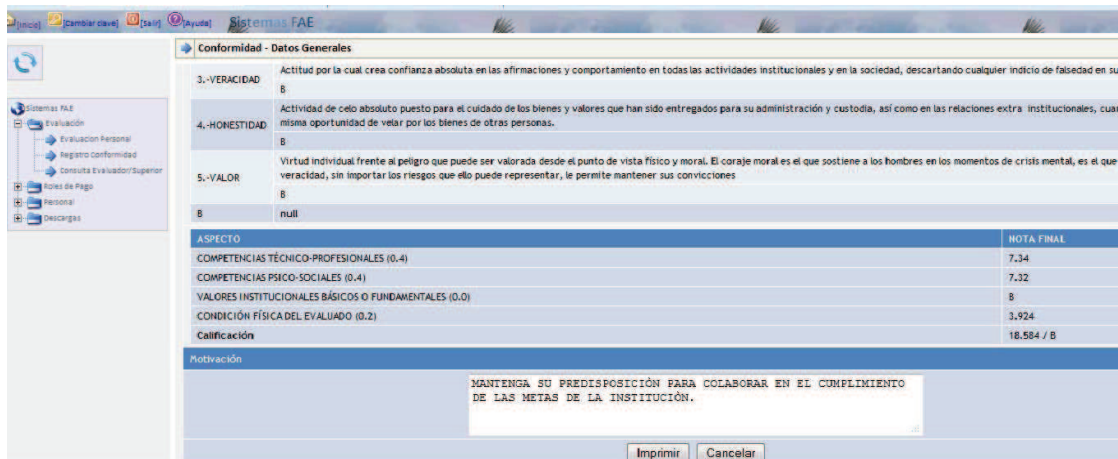 [Inicio] [Cambiar clave] [Salir] [Ayuda] Sistemas FAE
Conformidad - Datos Generales
3.-VERACIDAD
Actitud por la cual crea confianza absoluta en las afirmaciones y comportamiento en todas las actividades institucionales y en la sociedad, descartando cualquier indicio de falsedad en su
B
4.-HONESTIDAD
Actividad de celo absoluto puesto para el cuidado de los bienes y valores que han sido entregados para su administración y custodia, así como en las relaciones extra institucionales, cuan
misma oportunidad de velar por los bienes de otras personas.
B
5.-VALOR
Virtud individual frente al peligro que puede ser valorada desde el punto de vista físico y moral. El coraje moral es el que sostiene a los hombres en los momentos de crisis mental, es el que
veracidad, sin importar los riesgos que ello puede representar, le permite mantener sus convicciones
B
B null
Sistemas FAE
Evaluación
Evaluacion Personal
Registro Conformidad
Consulta Evaluador/Superior
Roles de Pago
Personal
Descargas
ASPECTO NOTA FINAL
COMPETENCIAS TÉCNICO-PROFESIONALES (0.4) 7.34
COMPETENCIAS PSICO-SOCIALES (0.4) 7.32
VALORES INSTITUCIONALES BÁSICOS O FUNDAMENTALES (0.0) B
CONDICIÓN FÍSICA DEL EVALUADO (0.2) 3.924
Calificación 18.584 / B
Motivación
MANTENGA SU PREDISPOSICIÓN PARA COLABORAR EN EL CUMPLIMIENTO
DE LAS METAS DE LA INSTITUCIÓN.
Imprimir Cancelar